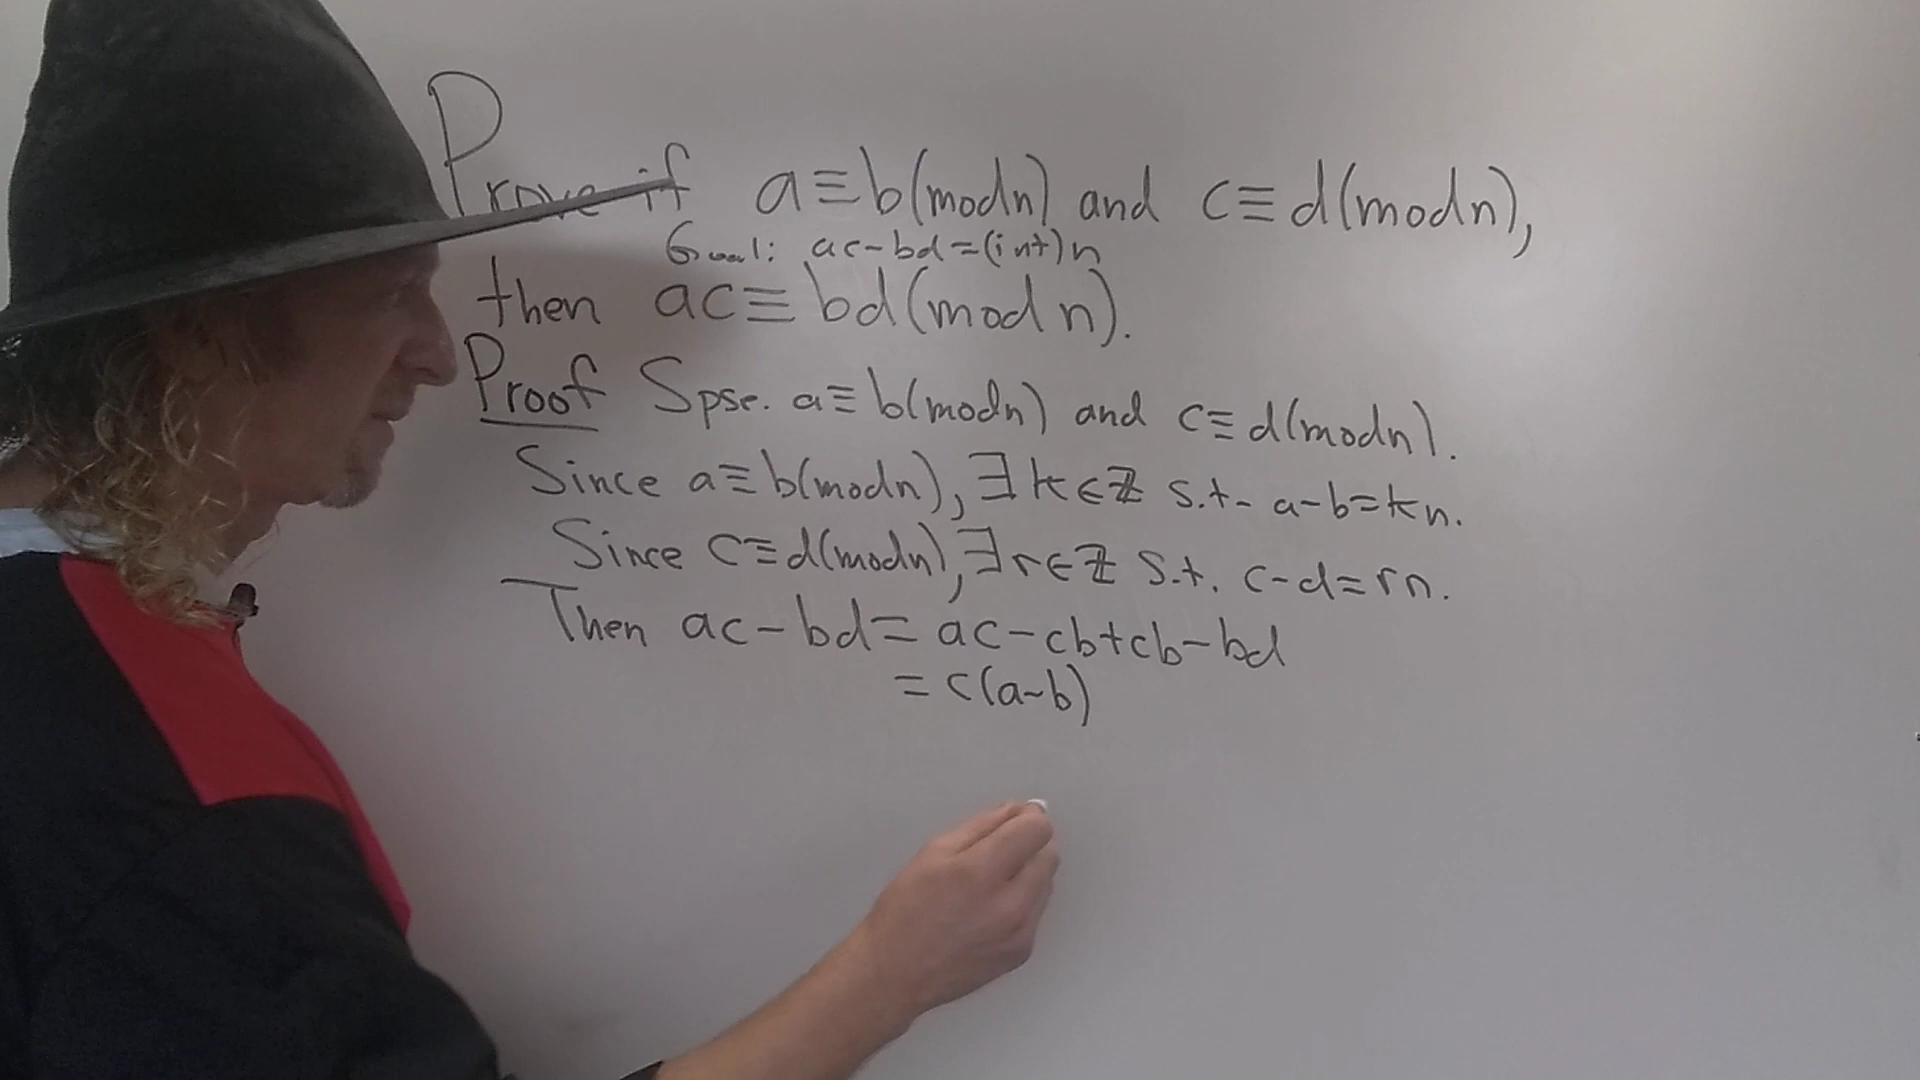 Prove if a≡b(mod n) and c≡d(mod n),
Goal: ac-bd=(int)n
then ac≡bd(mod n).
Proof Spse. a≡b(mod n) and c≡d(mod n).
Since a≡b(mod n), ∃k∈ℤ s.t. a-b=kn.
Since c≡d(mod n), ∃r∈ℤ s.t. c-d=rn.
Then ac-bd=ac-cb+cb-bd
=c(a-b)